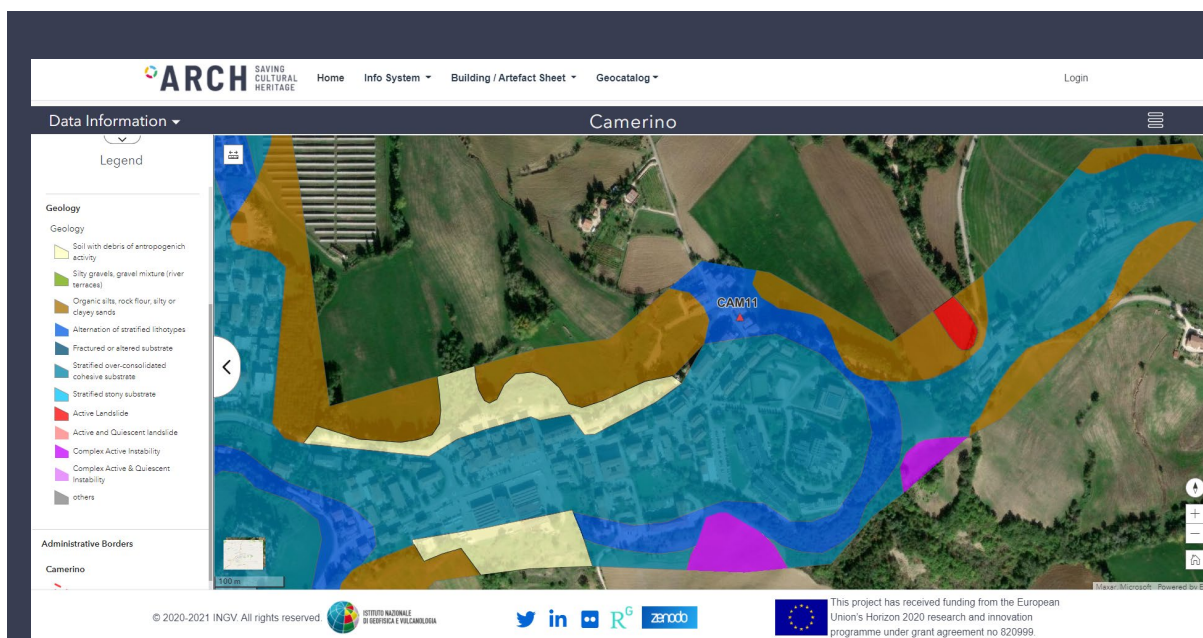 ARCH SAVING
CULTURAL
HERITAGE
Home Info System Building / Artefact Sheet Geocatalog Login
Data Information Camerino
Legend
Geology
Geology
Soil with debris of antropogenich
activity
Silty gravels, gravel mixture (river
terraces)
Organic silts, rock flour, silty or
clayey sands
Alternation of stratified lithotypes
Fractured or altered substrate
Stratified over-consolidated
cohesive substrate
Stratified stony substrate
Active Landslide
Active and Quiescent landslide
Complex Active Instability
Complex Active & Quiescent
Instability
others
Administrative Borders
Camerino
CAM11
100 m
Maxar, Microsoft Powered by E
© 2020-2021 INGV. All rights reserved.
ISTITUTO NAZIONALE
DI GEOFISICA E VULCANOLOGIA
in
RG
zenodo
This project has received funding from the European
Union's Horizon 2020 research and innovation
programme under grant agreement no 820999.